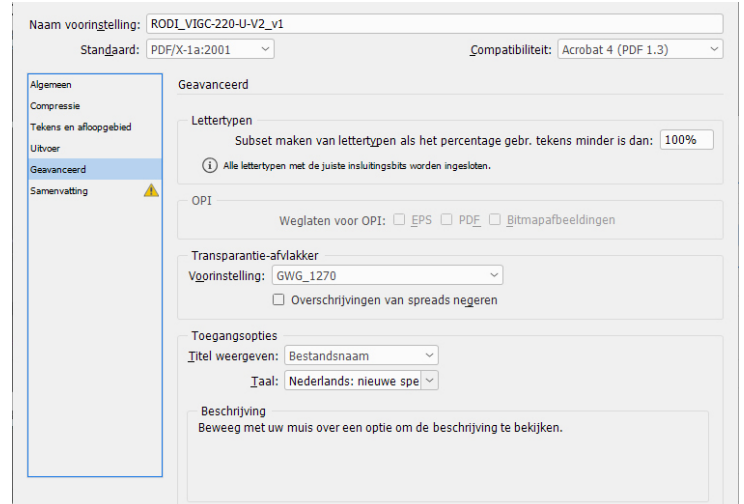 Naam voorinstelling: RODI_VIGC-220-U-V2_v1
Standaard: PDF/X-1a:2001 Compatibiliteit: Acrobat 4 (PDF 1.3)
Algemeen
Compressie
Tekens en afloopgebied
Uitvoer
Geavanceerd
Samenvatting
Geavanceerd
Lettertypen
Subset maken van lettertypen als het percentage gebr. tekens minder is dan: 100%
Alle lettertypen met de juiste insluitingsbits worden ingesloten.
OPI
Weglaten voor OPI: EPS PDF Bitmapafbeeldingen
Transparantie-afvlakker
Voorinstelling: GWG_1270
Overschrijvingen van spreads negeren
Toegangsopties
Titel weergeven: Bestandsnaam
Taal: Nederlands: nieuwe spe
Beschrijving
Beweeg met uw muis over een optie om de beschrijving te bekijken.